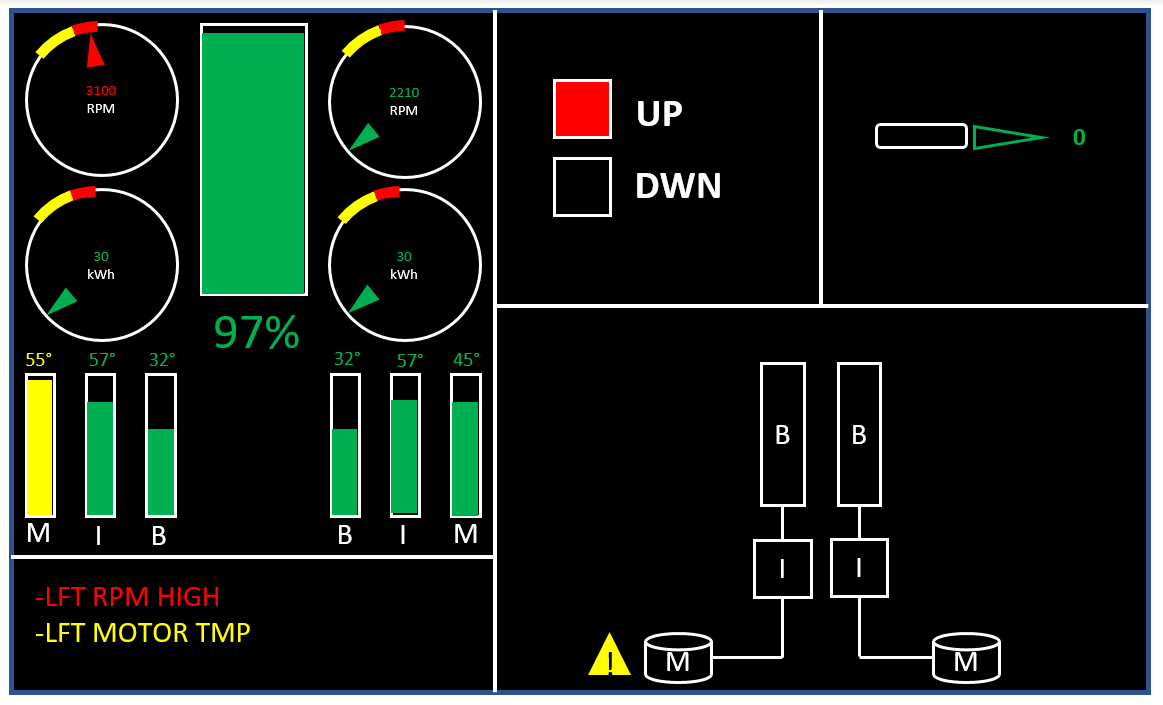 3100
RPM
2210
RPM
30
kWh
30
kWh
97%
55° 57° 32° 32° 57° 45°
M I B B I M
-LFT RPM HIGH
-LFT MOTOR TMP
UP
DWN
0
B B
I I
! M M